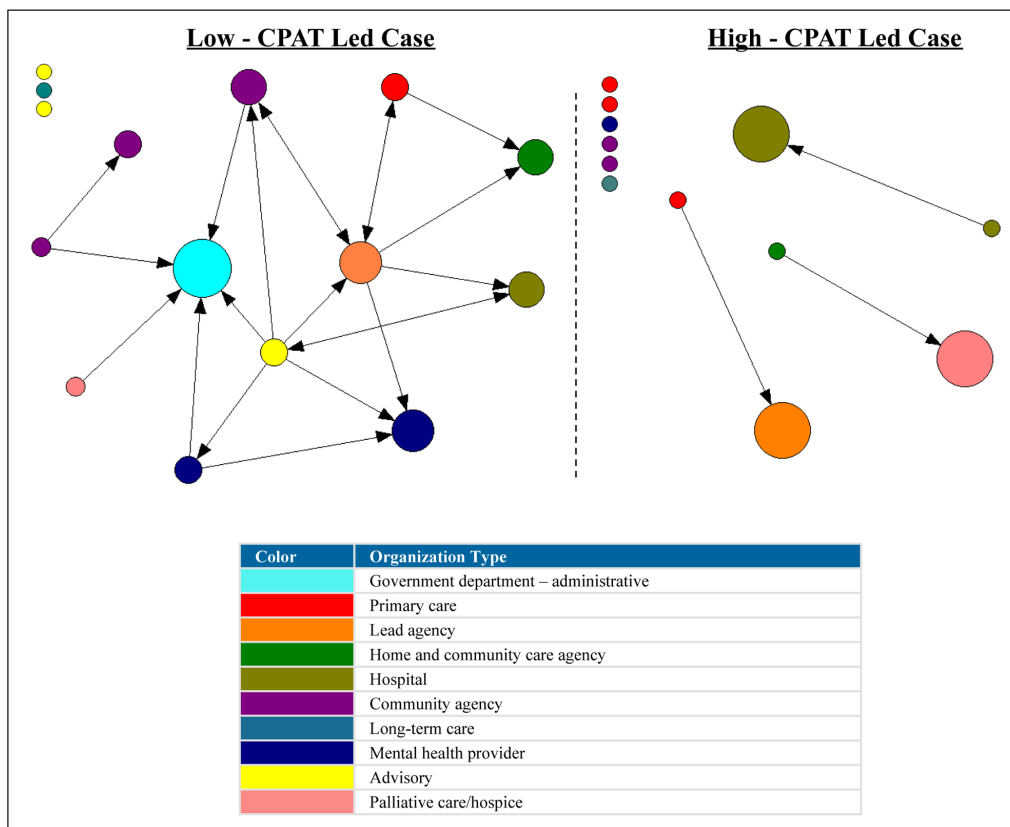 Low - CPAT Led Case
High - CPAT Led Case
Color Organization Type
Government department – administrative
Primary care
Lead agency
Home and community care agency
Hospital
Community agency
Long-term care
Mental health provider
Advisory
Palliative care/hospice